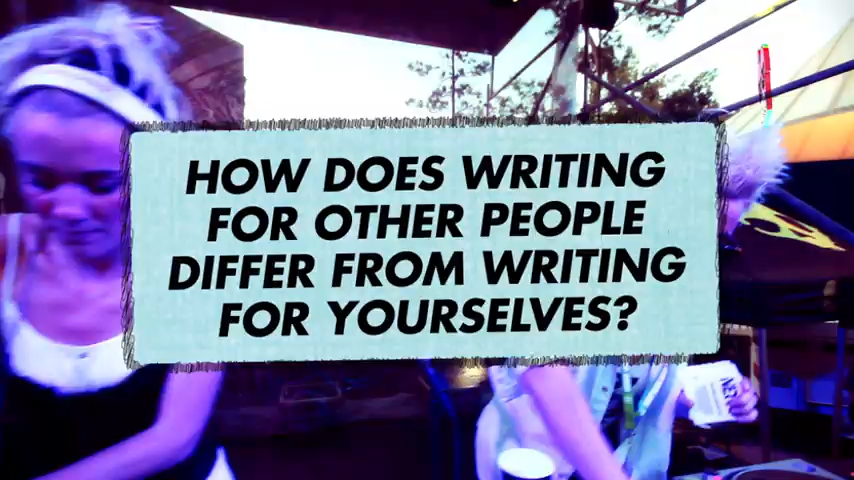 HOW DOES WRITING
FOR OTHER PEOPLE
DIFFER FROM WRITING
FOR YOURSELVES?